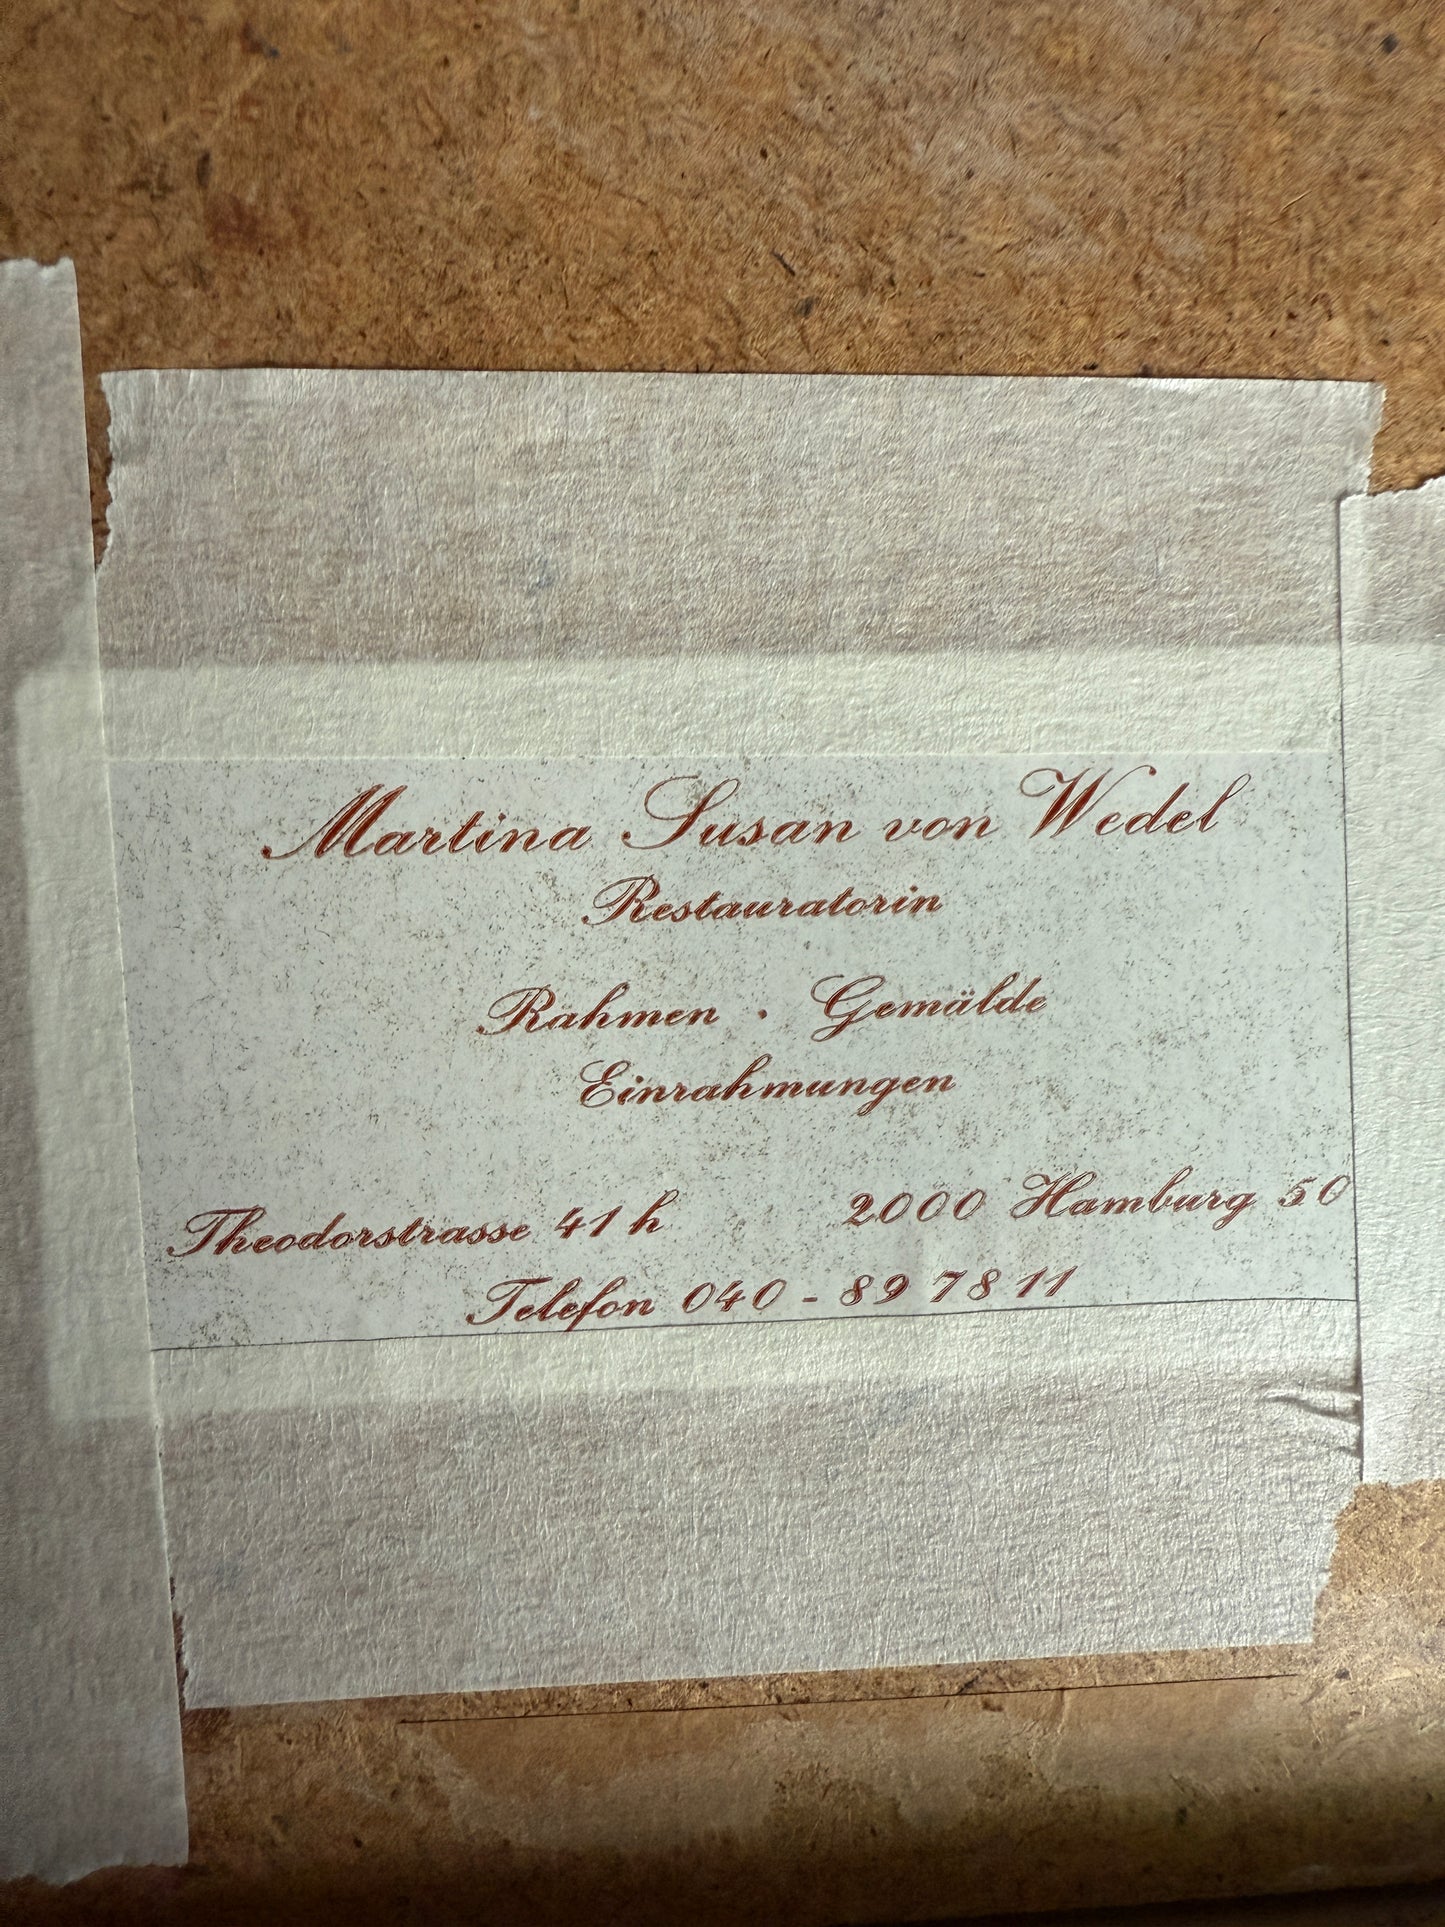 Martina Susan von Wedel
Restauratorin
Rahmen · Gemälde
Einrahmungen
Theodorstrasse 41 h 2000 Hamburg 50
Telefon 040 - 89 78 11